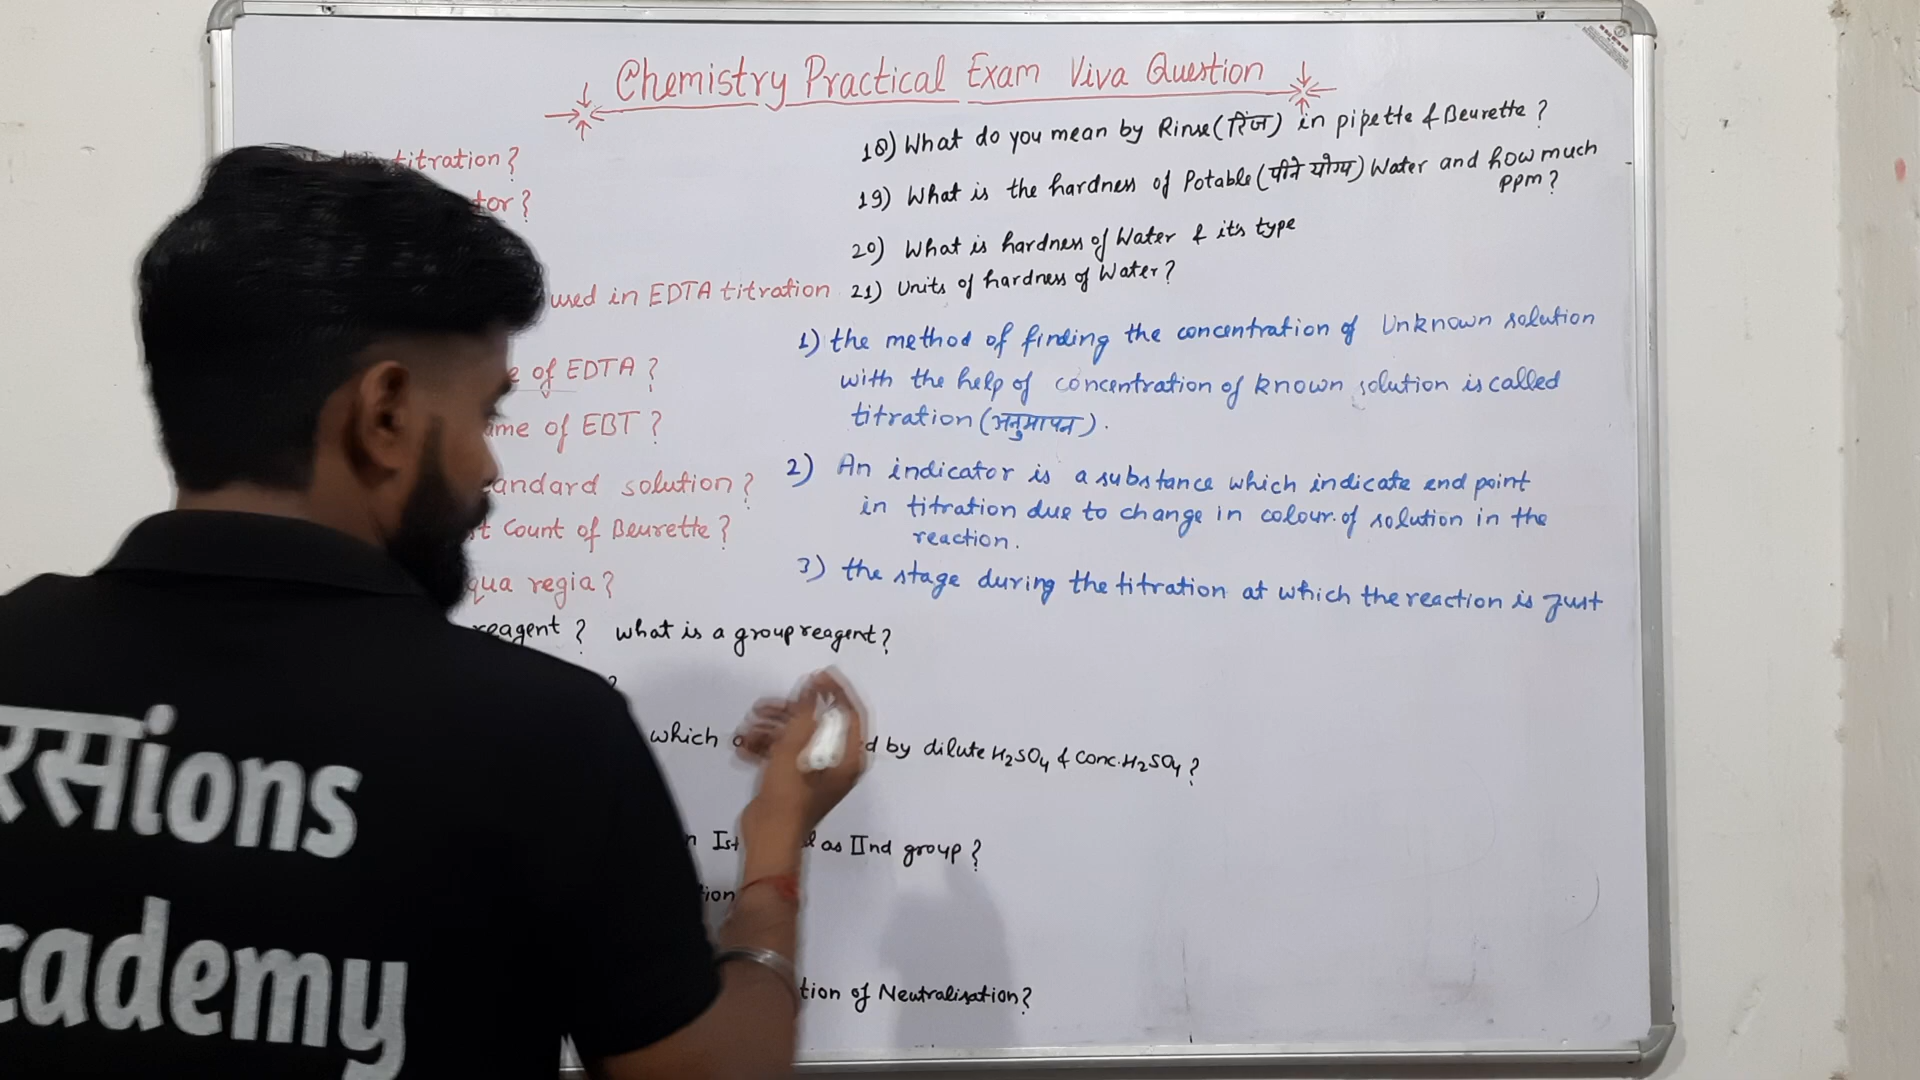 Chemistry Practical Exam Viva Question
titration?
tor?
used in EDTA titration
of EDTA?
ame of EBT?
andard solution?
t Count of Beurette?
qua regia?
reagent? what is a group reagent?
?
which by dilute H₂SO₄ & Conc. H₂SO₄?
n Ist as IInd group?
tion
tion of Neutralisation?
18) What do you mean by Rinse (रिंज) in pipette & Beurette?
19) What is the hardness of Potable (पीने योग्य) Water and how much
ppm?
20) What is hardness of Water & its type
21) Units of hardness of Water?
1) the method of finding the concentration of Unknown solution
with the help of concentration of known solution is called
titration (अनुमापन).
2) An indicator is a substance which indicate end point
in titration due to change in colour. of solution in the
reaction.
3) the stage during the titration at which the reaction is Just
रसions
cademy